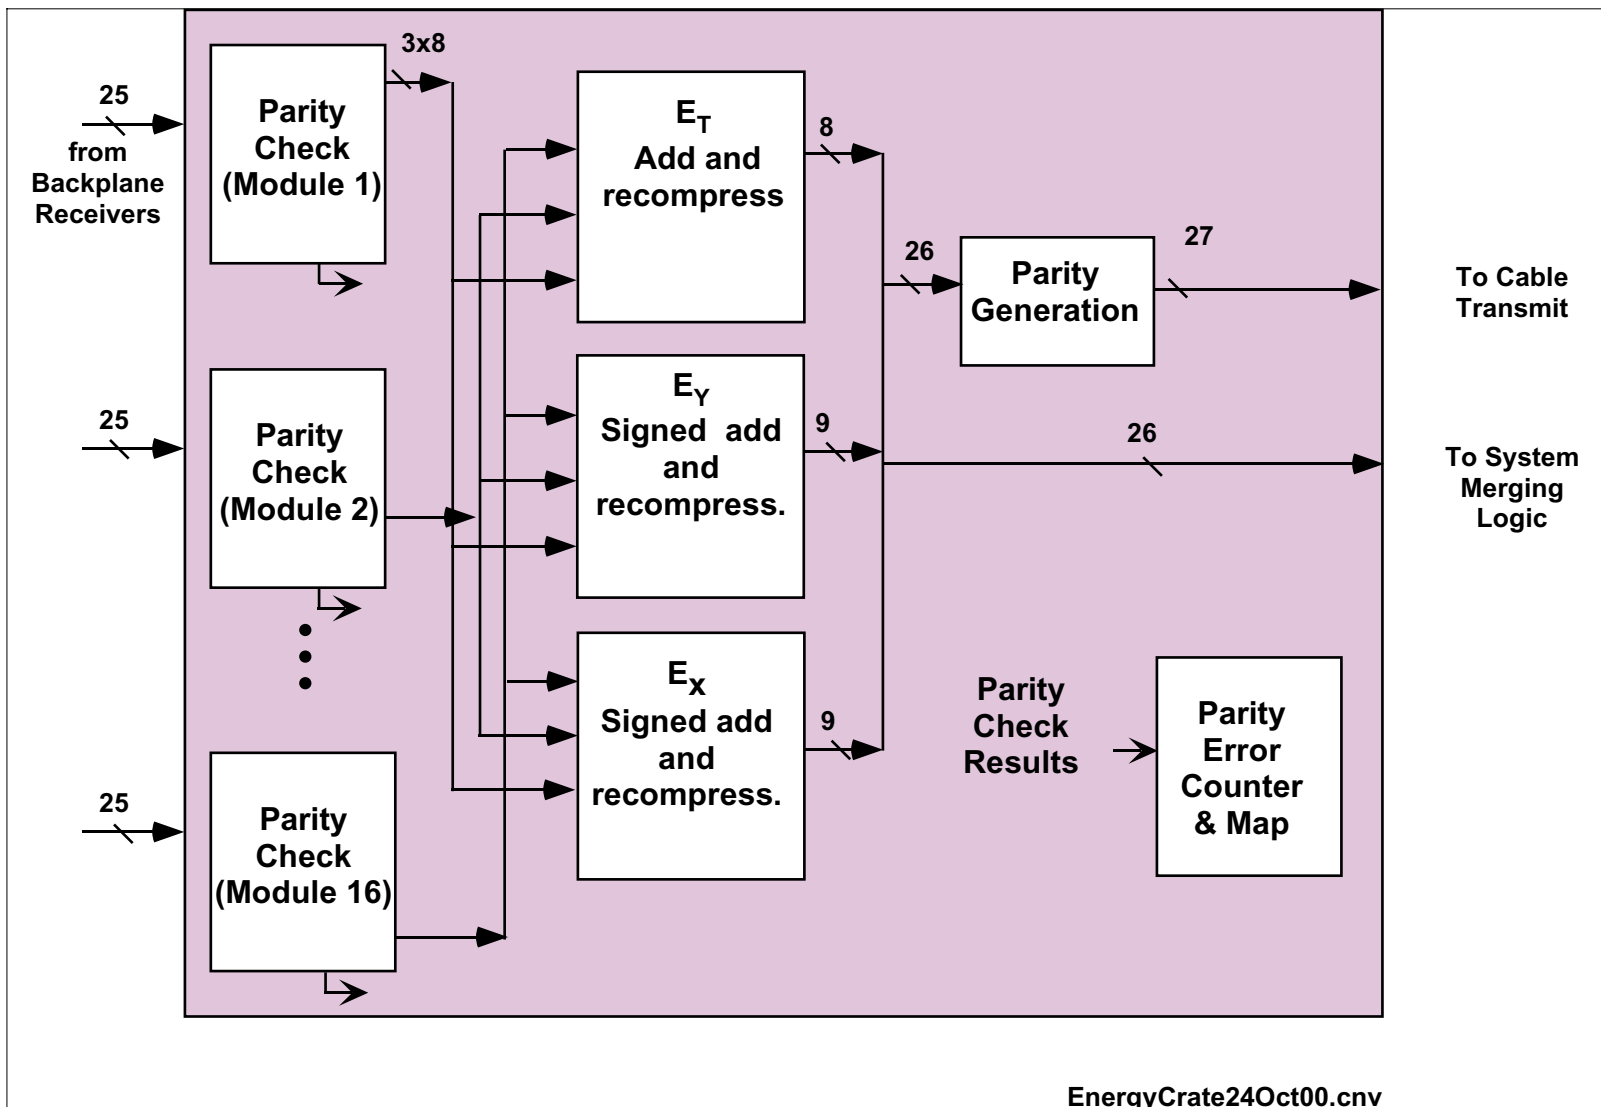 3x8
25
from
Backplane
Receivers
Parity
Check
(Module 1)
E_T
Add and
recompress
8
26
Parity
Generation
27
To Cable
Transmit
25
Parity
Check
(Module 2)
E_Y
Signed add
and
recompress.
9
26
To System
Merging
Logic
25
Parity
Check
(Module 16)
E_X
Signed add
and
recompress.
9
Parity
Check
Results
Parity
Error
Counter
& Map
EnergyCrate24Oct00.cnv